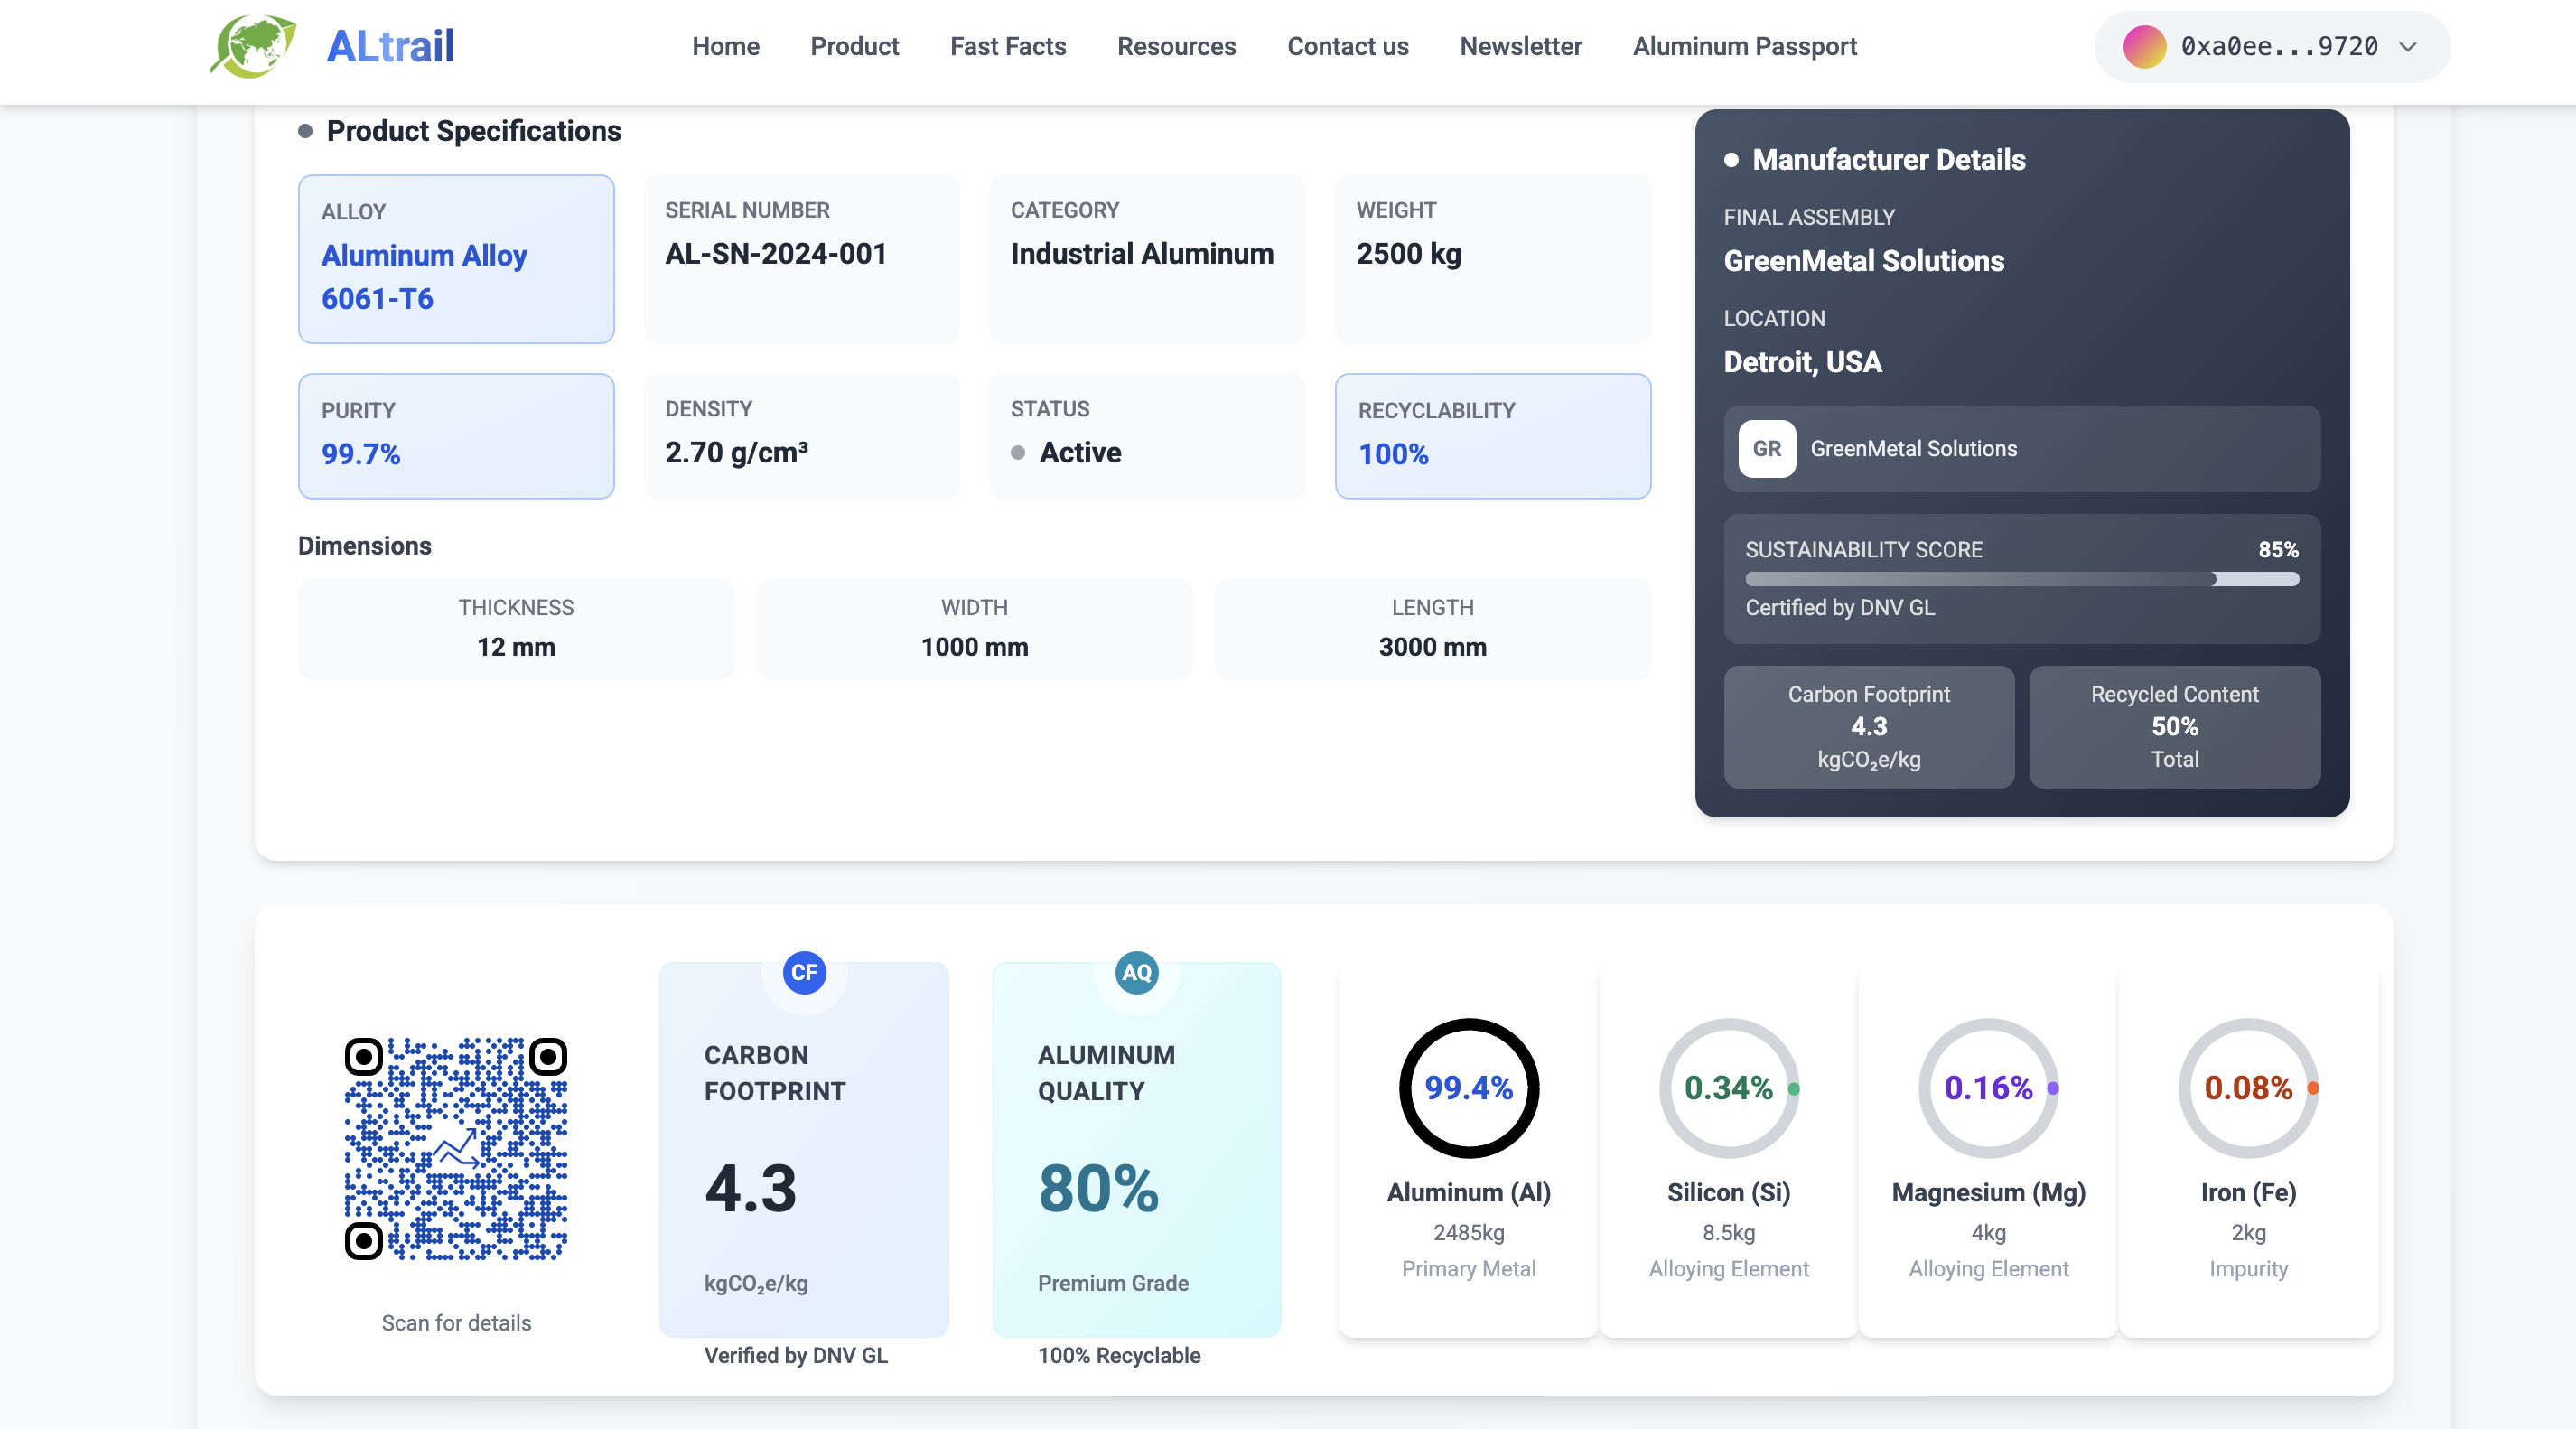 ALtrail
Home
Product
Fast Facts
Resources
Contact us
Newsletter
Aluminum Passport
0xa0ee...9720
Product Specifications
ALLOY
Aluminum Alloy
6061-T6
SERIAL NUMBER
AL-SN-2024-001
CATEGORY
Industrial Aluminum
WEIGHT
2500 kg
PURITY
99.7%
DENSITY
2.70 g/cm³
STATUS
Active
RECYCLABILITY
100%
Dimensions
THICKNESS
12 mm
WIDTH
1000 mm
LENGTH
3000 mm
Manufacturer Details
FINAL ASSEMBLY
GreenMetal Solutions
LOCATION
Detroit, USA
GR
GreenMetal Solutions
SUSTAINABILITY SCORE
85%
Certified by DNV GL
Carbon Footprint
4.3
kgCO₂e/kg
Recycled Content
50%
Total
Scan for details
CF
CARBON
FOOTPRINT
4.3
kgCO₂e/kg
Verified by DNV GL
AQ
ALUMINUM
QUALITY
80%
Premium Grade
100% Recyclable
99.4%
Aluminum (Al)
2485kg
Primary Metal
0.34%
Silicon (Si)
8.5kg
Alloying Element
0.16%
Magnesium (Mg)
4kg
Alloying Element
0.08%
Iron (Fe)
2kg
Impurity